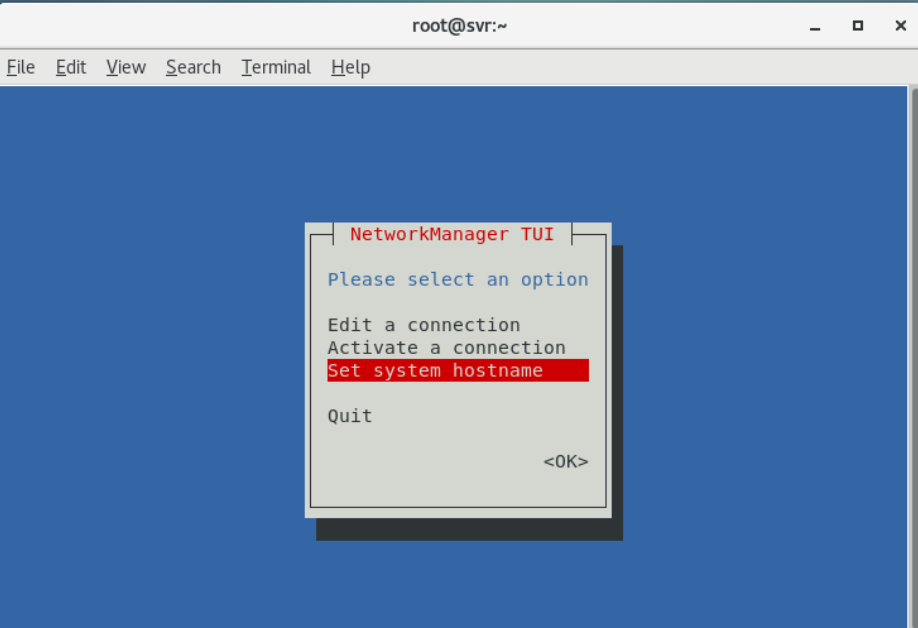 root@svr:~
File Edit View Search Terminal Help
NetworkManager TUI
Please select an option
Edit a connection
Activate a connection
Set system hostname
Quit
<OK>